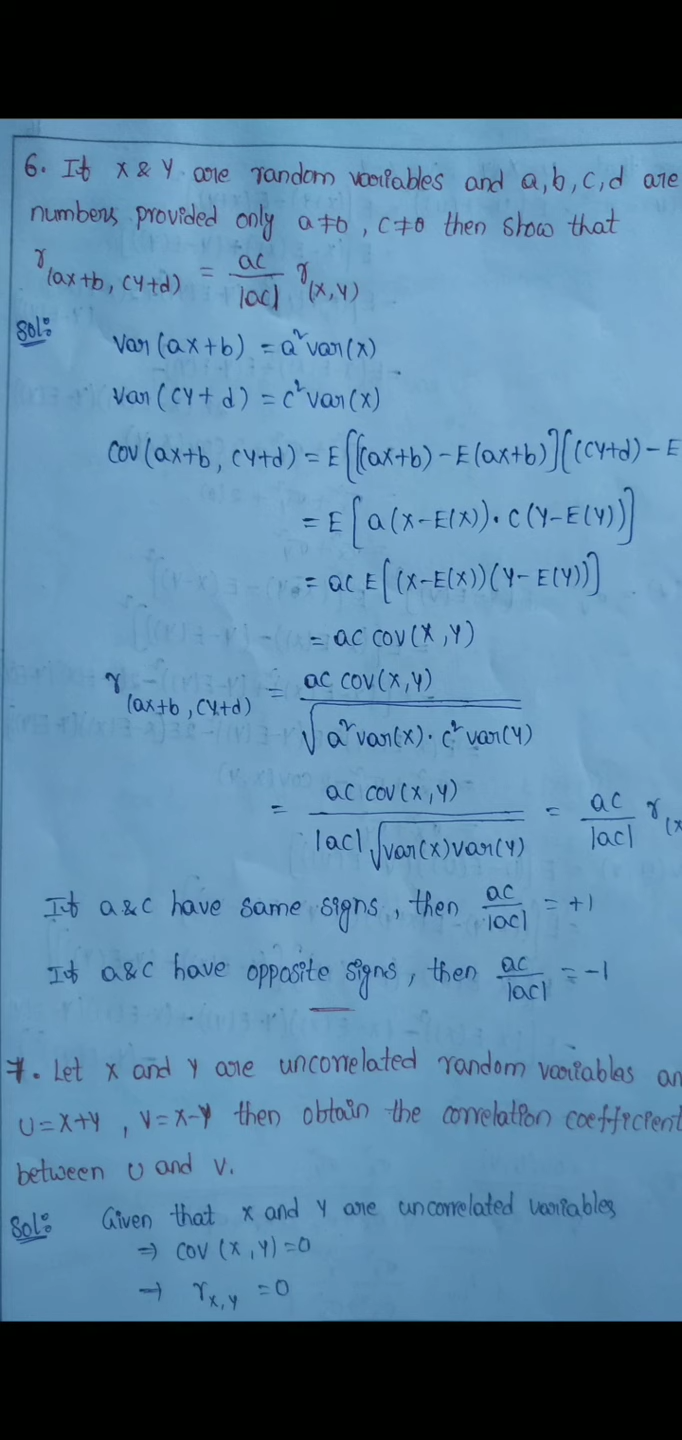 6. If X & Y are random variables and a, b, c, d are
numbers provided only a≠0, c≠0 then show that
r(ax+b, cy+d) = ac/|ac| r(x,y)
Sol:
Var(ax+b) = a² var(x)
Var(cy+d) = c² var(x)
Cov(ax+b, cy+d) = E[(ax+b) - E(ax+b)][(cy+d) - E
= E[a(x-E(x)) · c(y-E(y))]
= ac E[(x-E(x))(y-E(y))]
= ac cov(x,y)
r(ax+b, cy+d) = ac cov(x,y) / √a² var(x) · c² var(y)
= ac cov(x,y) / |ac| √var(x) var(y) = ac/|ac| r(x
If a & c have same signs, then ac/|ac| = +1
If a & c have opposite signs, then ac/|ac| = -1
7. Let x and y are uncorrelated random variables an
U = X+Y, V = X-Y then obtain the correlation coefficient
between U and V.
Sol: Given that x and y are uncorrelated variables
⇒ cov(x,y) = 0
→ r x,y = 0